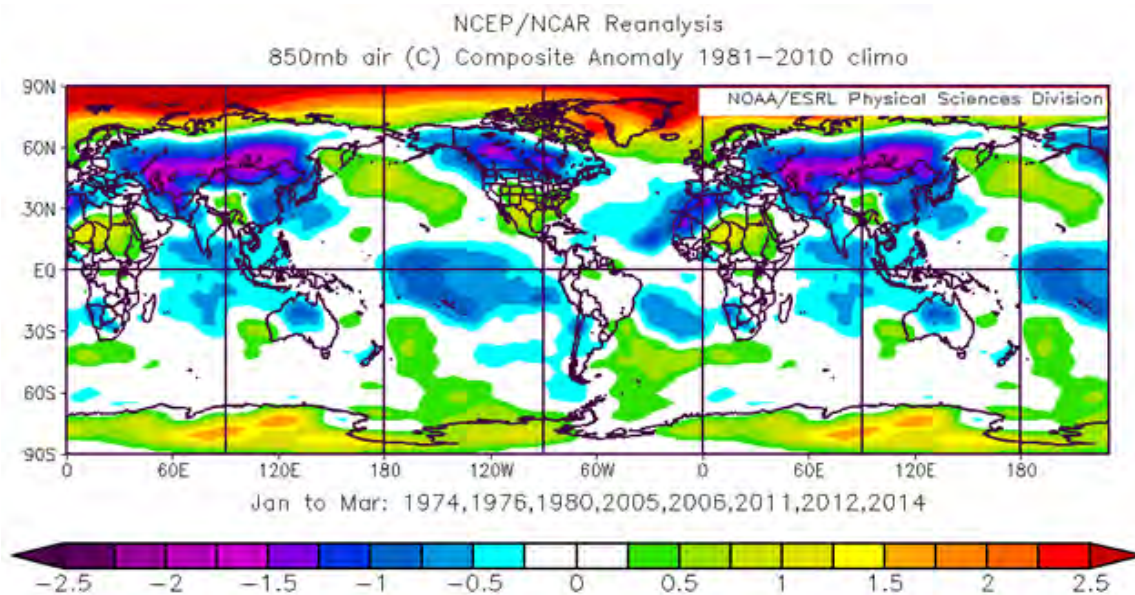 NCEP/NCAR Reanalysis
850mb air (C) Composite Anomaly 1981-2010 climo
NOAA/ESRL Physical Sciences Division
90N
60N
30N
EQ
30S
60S
90S
0 60E 120E 180 120W 60W 0 60E 120E 180
Jan to Mar: 1974,1976,1980,2005,2006,2011,2012,2014
-2.5 -2 -1.5 -1 -0.5 0 0.5 1 1.5 2 2.5